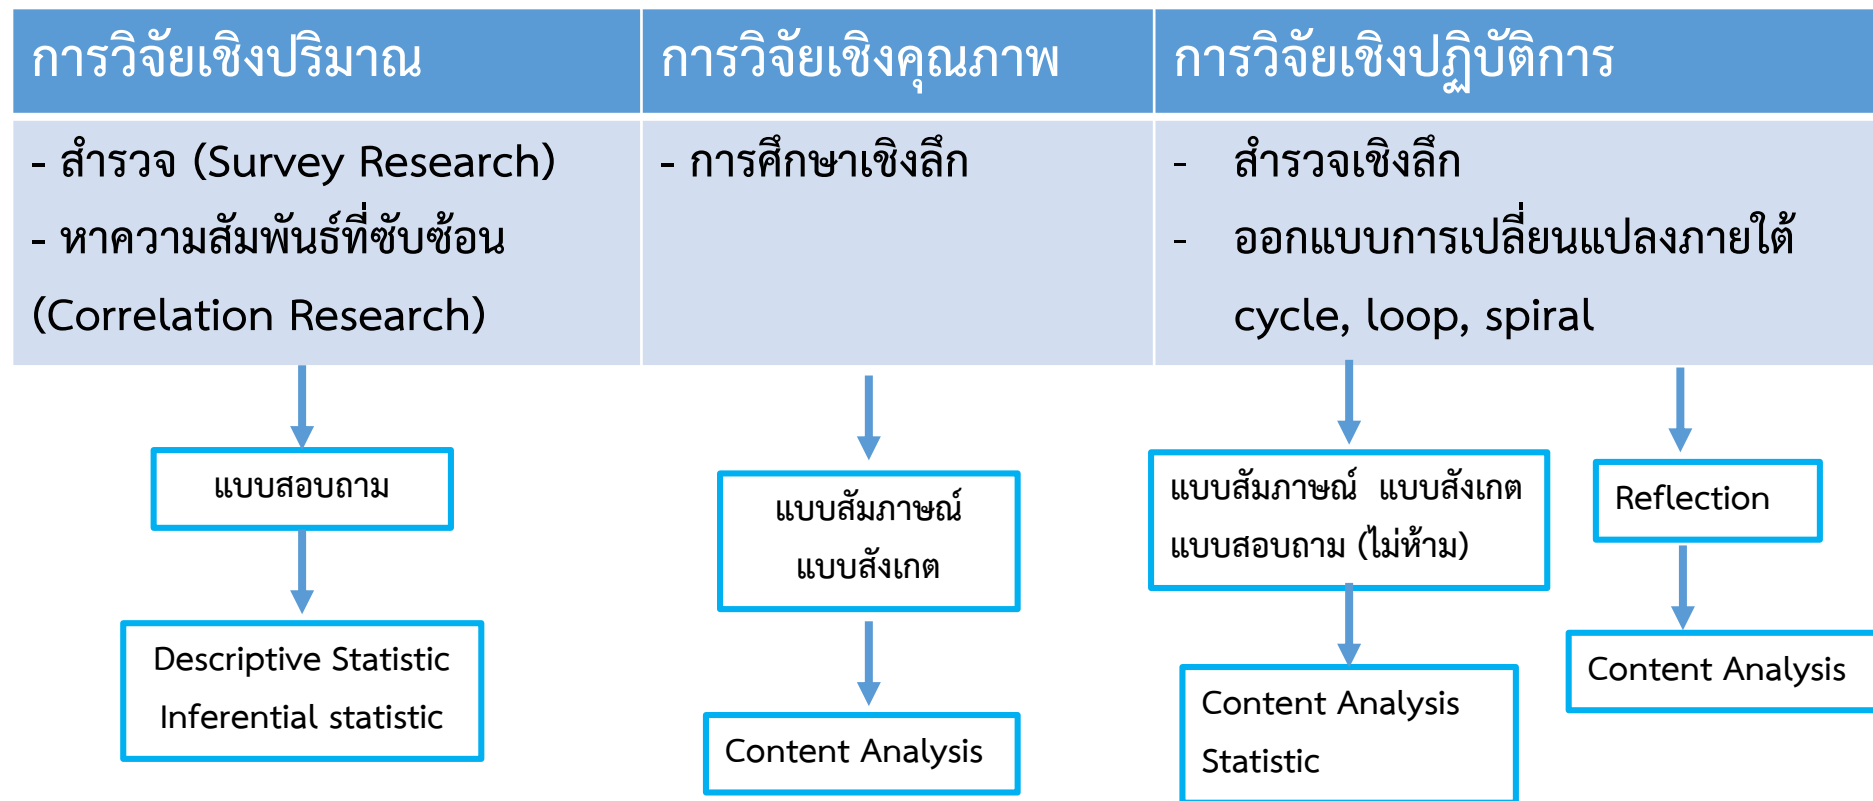 การวิจัยเชิงปริมาณ
การวิจัยเชิงคุณภาพ
การวิจัยเชิงปฏิบัติการ
- สำรวจ (Survey Research)
- หาความสัมพันธ์ที่ซับซ้อน
(Correlation Research)
- การศึกษาเชิงลึก
- สำรวจเชิงลึก
- ออกแบบการเปลี่ยนแปลงภายใต้
cycle, loop, spiral
แบบสอบถาม
Descriptive Statistic
Inferential statistic
แบบสัมภาษณ์
แบบสังเกต
Content Analysis
แบบสัมภาษณ์ แบบสังเกต
แบบสอบถาม (ไม่ห้าม)
Content Analysis
Statistic
Reflection
Content Analysis